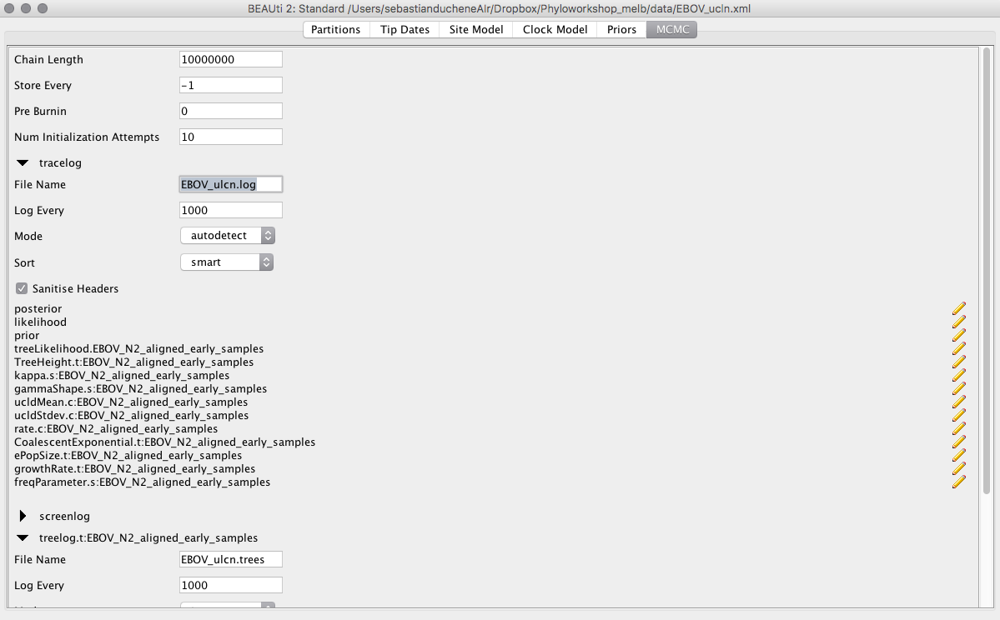 BEAUti 2: Standard /Users/sebastianducheneAIr/Dropbox/Phyloworkshop_melb/data/EBOV_ucln.xml
Partitions Tip Dates Site Model Clock Model Priors MCMC
Chain Length 10000000
Store Every -1
Pre Burnin 0
Num Initialization Attempts 10
tracelog
File Name EBOV_ulcn.log
Log Every 1000
Mode autodetect
Sort smart
Sanitise Headers
posterior
likelihood
prior
treeLikelihood.EBOV_N2_aligned_early_samples
TreeHeight.t:EBOV_N2_aligned_early_samples
kappa.s:EBOV_N2_aligned_early_samples
gammaShape.s:EBOV_N2_aligned_early_samples
ucldMean.c:EBOV_N2_aligned_early_samples
ucldStdev.c:EBOV_N2_aligned_early_samples
rate.c:EBOV_N2_aligned_early_samples
CoalescentExponential.t:EBOV_N2_aligned_early_samples
ePopSize.t:EBOV_N2_aligned_early_samples
growthRate.t:EBOV_N2_aligned_early_samples
freqParameter.s:EBOV_N2_aligned_early_samples
screenlog
treelog.t:EBOV_N2_aligned_early_samples
File Name EBOV_ulcn.trees
Log Every 1000